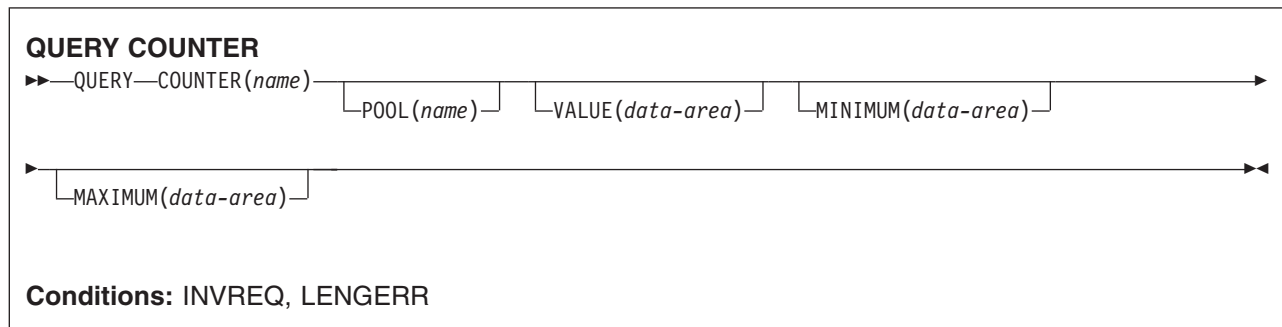 QUERY COUNTER
QUERY COUNTER(name)
POOL(name) VALUE(data-area) MINIMUM(data-area)
MAXIMUM(data-area)
Conditions: INVREQ, LENGERR